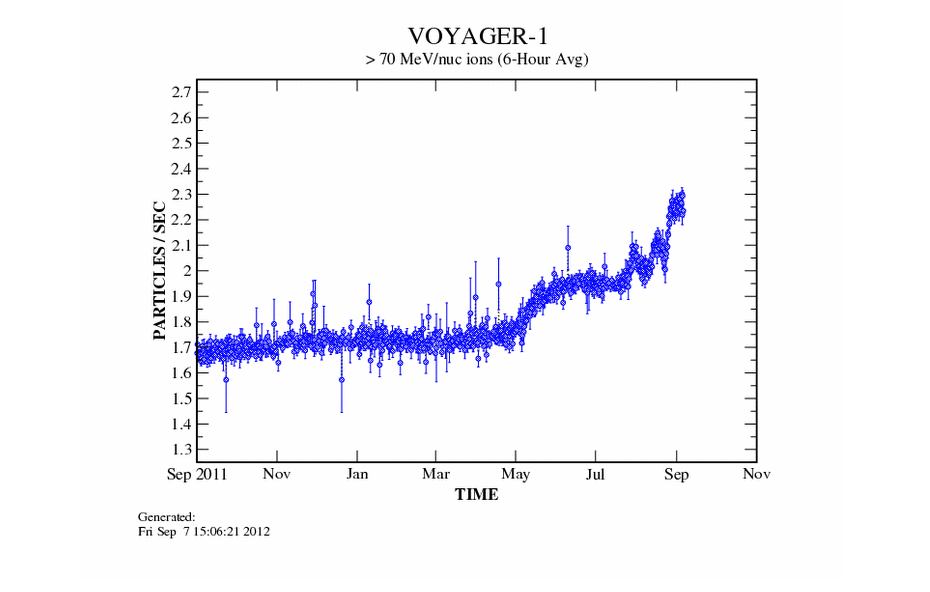 VOYAGER-1
> 70 MeV/nuc ions (6-Hour Avg)
2.7
2.6
2.5
2.4
2.3
2.2
2.1
2
1.9
1.8
1.7
1.6
1.5
1.4
1.3
PARTICLES / SEC
Sep 2011 Nov Jan Mar May Jul Sep Nov
TIME
Generated:
Fri Sep 7 15:06:21 2012